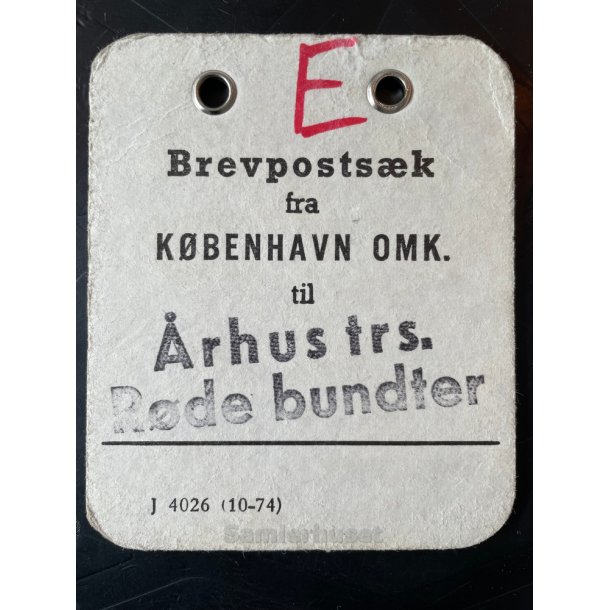 E
Brevpostsæk
fra
KØBENHAVN OMK.
til
Århus trs.
Røde bundter
J 4026 (10-74)
Samlerhuset